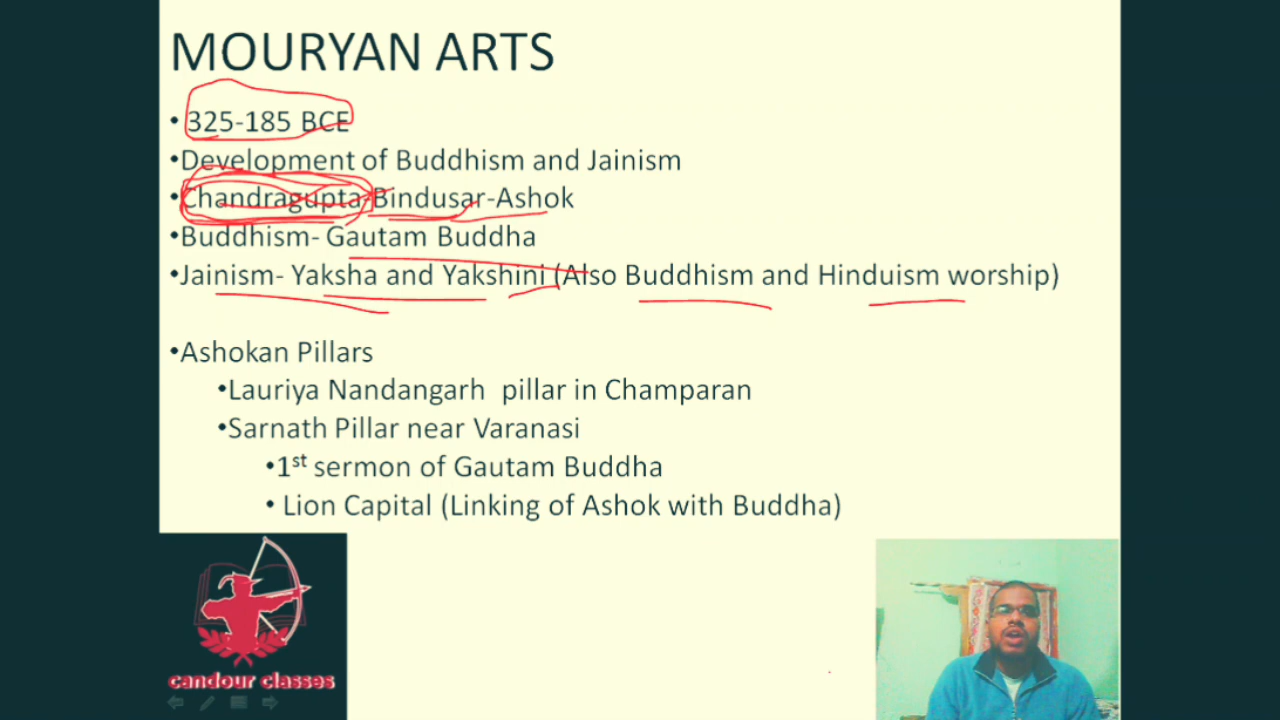 MOURYAN ARTS
•325-185 BCE
•Development of Buddhism and Jainism
•Chandragupta-Bindusar-Ashok
•Buddhism- Gautam Buddha
•Jainism- Yaksha and Yakshini (Also Buddhism and Hinduism worship)
•Ashokan Pillars
•Lauriya Nandangarh pillar in Champaran
•Sarnath Pillar near Varanasi
•1st sermon of Gautam Buddha
• Lion Capital (Linking of Ashok with Buddha)
candour classes